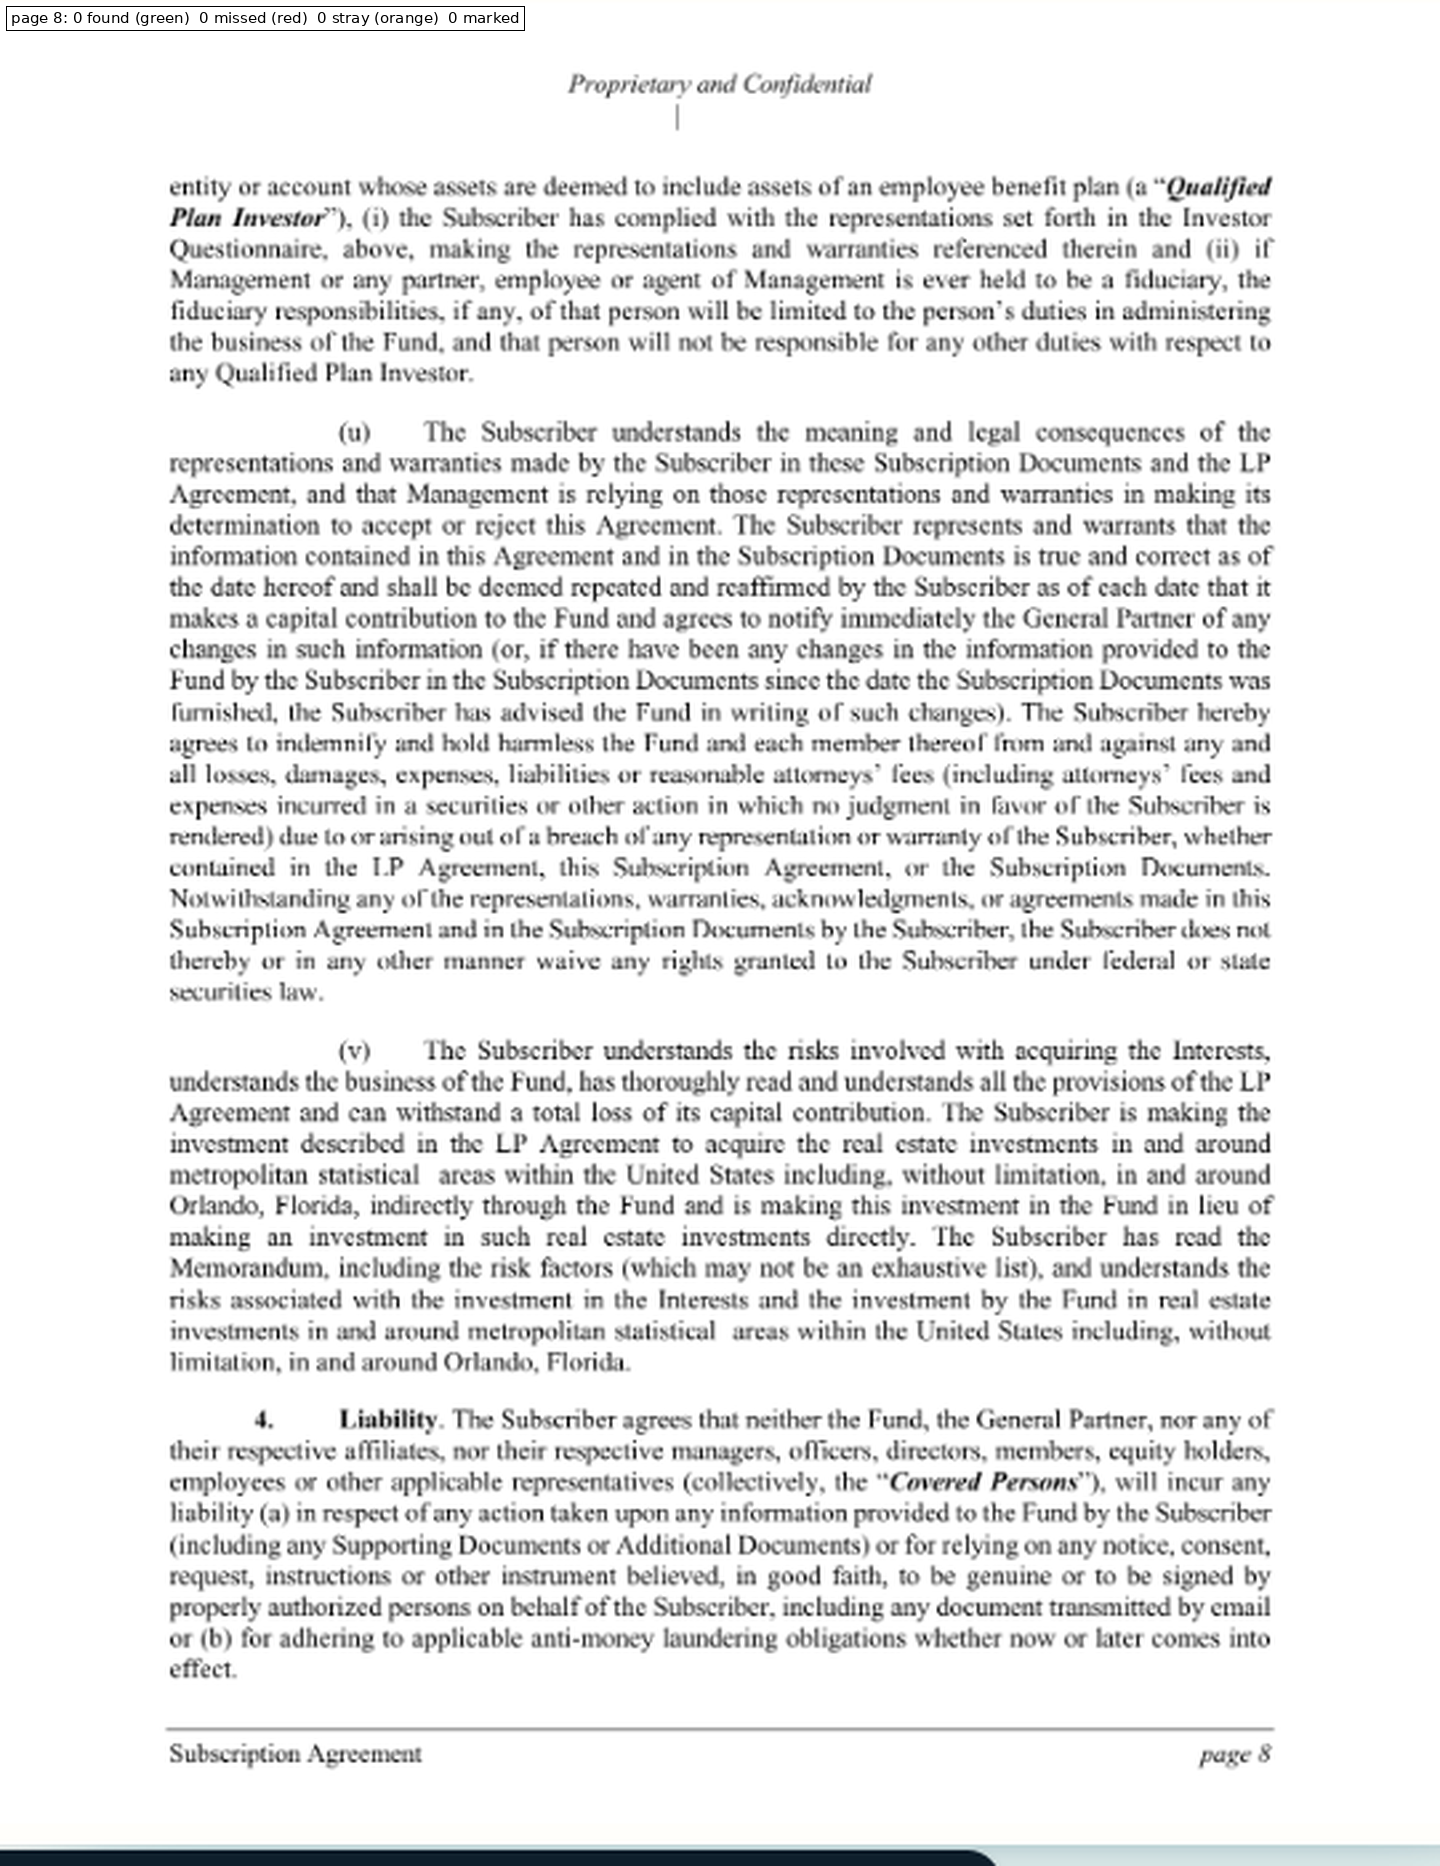 page 8: 0 found (green)  0 missed (red)  0 stray (orange)  0 marked
Proprietary and Confidential
entity or account whose assets are deemed to include assets of an employee benefit plan (a “Qualified
Plan Investor”), (i) the Subscriber has complied with the representations set forth in the Investor
Questionnaire, above, making the representations and warranties referenced therein and (ii) if
Management or any partner, employee or agent of Management is ever held to be a fiduciary, the
fiduciary responsibilities, if any, of that person will be limited to the person’s duties in administering
the business of the Fund, and that person will not be responsible for any other duties with respect to
any Qualified Plan Investor.
(u) The Subscriber understands the meaning and legal consequences of the
representations and warranties made by the Subscriber in these Subscription Documents and the LP
Agreement, and that Management is relying on those representations and warranties in making its
determination to accept or reject this Agreement. The Subscriber represents and warrants that the
information contained in this Agreement and in the Subscription Documents is true and correct as of
the date hereof and shall be deemed repeated and reaffirmed by the Subscriber as of each date that it
makes a capital contribution to the Fund and agrees to notify immediately the General Partner of any
changes in such information (or, if there have been any changes in the information provided to the
Fund by the Subscriber in the Subscription Documents since the date the Subscription Documents was
furnished, the Subscriber has advised the Fund in writing of such changes). The Subscriber hereby
agrees to indemnify and hold harmless the Fund and each member thereof from and against any and
all losses, damages, expenses, liabilities or reasonable attorneys’ fees (including attorneys’ fees and
expenses incurred in a securities or other action in which no judgment in favor of the Subscriber is
rendered) due to or arising out of a breach of any representation or warranty of the Subscriber, whether
contained in the LP Agreement, this Subscription Agreement, or the Subscription Documents.
Notwithstanding any of the representations, warranties, acknowledgments, or agreements made in this
Subscription Agreement and in the Subscription Documents by the Subscriber, the Subscriber does not
thereby or in any other manner waive any rights granted to the Subscriber under federal or state
securities law.
(v) The Subscriber understands the risks involved with acquiring the Interests,
understands the business of the Fund, has thoroughly read and understands all the provisions of the LP
Agreement and can withstand a total loss of its capital contribution. The Subscriber is making the
investment described in the LP Agreement to acquire the real estate investments in and around
metropolitan statistical  areas within the United States including, without limitation, in and around
Orlando, Florida, indirectly through the Fund and is making this investment in the Fund in lieu of
making an investment in such real estate investments directly. The Subscriber has read the
Memorandum, including the risk factors (which may not be an exhaustive list), and understands the
risks associated with the investment in the Interests and the investment by the Fund in real estate
investments in and around metropolitan statistical  areas within the United States including, without
limitation, in and around Orlando, Florida.
4. Liability. The Subscriber agrees that neither the Fund, the General Partner, nor any of
their respective affiliates, nor their respective managers, officers, directors, members, equity holders,
employees or other applicable representatives (collectively, the “Covered Persons”), will incur any
liability (a) in respect of any action taken upon any information provided to the Fund by the Subscriber
(including any Supporting Documents or Additional Documents) or for relying on any notice, consent,
request, instructions or other instrument believed, in good faith, to be genuine or to be signed by
properly authorized persons on behalf of the Subscriber, including any document transmitted by email
or (b) for adhering to applicable anti-money laundering obligations whether now or later comes into
effect.
Subscription Agreement page 8